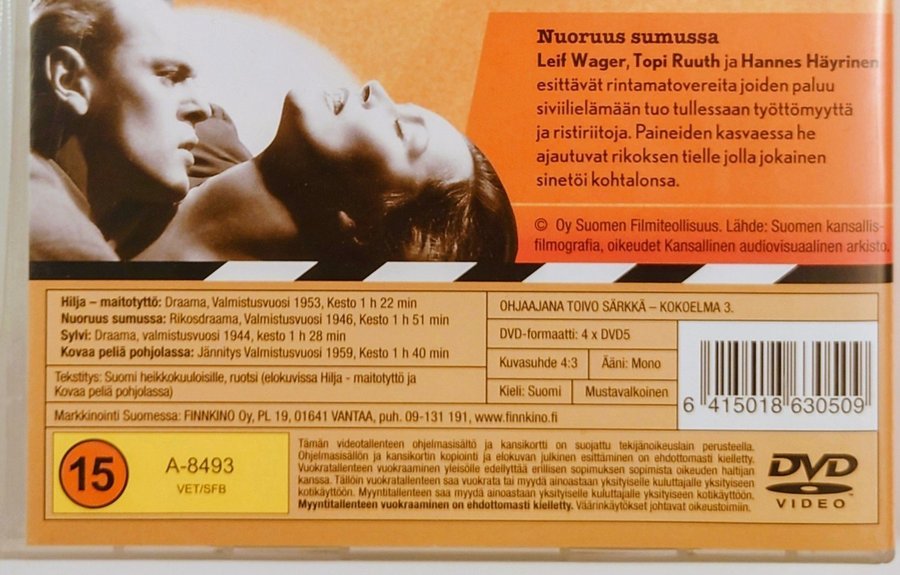 Nuoruus sumussa
Leif Wager, Topi Ruuth ja Hannes Häyrinen
esittävät rintamatovereita joiden paluu
siviilielämään tuo tullessaan työttömyyttä
ja ristiriitoja. Paineiden kasvaessa he
ajautuvat rikoksen tielle jolla jokainen
sinetöi kohtalonsa.
© Oy Suomen Filmiteollisuus. Lähde: Suomen kansallis-
filmografia, oikeudet Kansallinen audiovisuaalinen arkisto.
Hilja – maitotyttö: Draama, Valmistusvuosi 1953, Kesto 1 h 22 min
Nuoruus sumussa: Rikosdraama, Valmistusvuosi 1946, Kesto 1 h 51 min
Sylvi: Draama, valmistusvuosi 1944, kesto 1 h 28 min
Kovaa peliä pohjolassa: Jännitys Valmistusvuosi 1959, Kesto 1 h 40 min
Tekstitys: Suomi heikkokuuloisille, ruotsi (elokuvissa Hilja - maitotyttö ja
Kovaa peliä pohjolassa)
OHJAAJANA TOIVO SÄRKKÄ – KOKOELMA 3.
DVD-formaatti: 4 x DVD5
Kuvasuhde 4:3 Ääni: Mono
Kieli: Suomi Mustavalkoinen
6 415018 630509
Markkinointi Suomessa: FINNKINO Oy, PL 19, 01641 VANTAA, puh. 09-131 191, www.finnkino.fi
15
A-8493
VET/SFB
Tämän videotallenteen ohjelmasisältö ja kansikortti on suojattu tekijänoikeuslain perusteella.
Ohjelmasisällön ja kansikortin kopiointi ja elokuvan julkinen esittäminen on ehdottomasti kielletty.
Vuokratallenteen vuokraaminen yleisölle edellyttää erillisen sopimuksen sopimista oikeuden haltijan
kanssa. Tällöin vuokratallenteen saa vuokrata tai myydä ainoastaan yksityiselle kuluttajalle yksityiseen
kotikäyttöön. Myyntitallenteen saa myydä ainoastaan yksityiselle kuluttajalle yksityiseen kotikäyttöön.
Myyntitallenteen vuokraaminen on ehdottomasti kielletty. Väärinkäytökset johtavat oikeustoimiin.
DVD
VIDEO